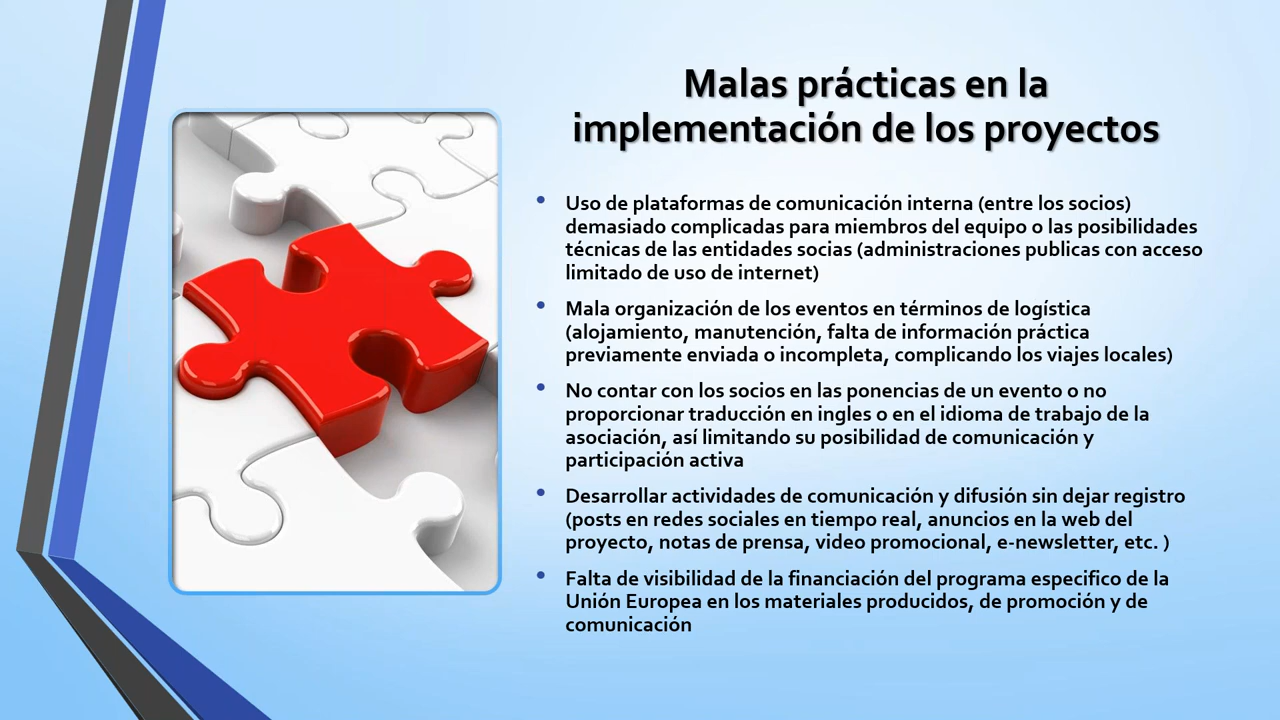 Malas prácticas en la
implementación de los proyectos
• Uso de plataformas de comunicación interna (entre los socios)
demasiado complicadas para miembros del equipo o las posibilidades
técnicas de las entidades socias (administraciones publicas con acceso
limitado de uso de internet)
• Mala organización de los eventos en términos de logística
(alojamiento, manutención, falta de información práctica
previamente enviada o incompleta, complicando los viajes locales)
• No contar con los socios en las ponencias de un evento o no
proporcionar traducción en ingles o en el idioma de trabajo de la
asociación, así limitando su posibilidad de comunicación y
participación activa
• Desarrollar actividades de comunicación y difusión sin dejar registro
(posts en redes sociales en tiempo real, anuncios en la web del
proyecto, notas de prensa, video promocional, e-newsletter, etc. )
• Falta de visibilidad de la financiación del programa especifico de la
Unión Europea en los materiales producidos, de promoción y de
comunicación